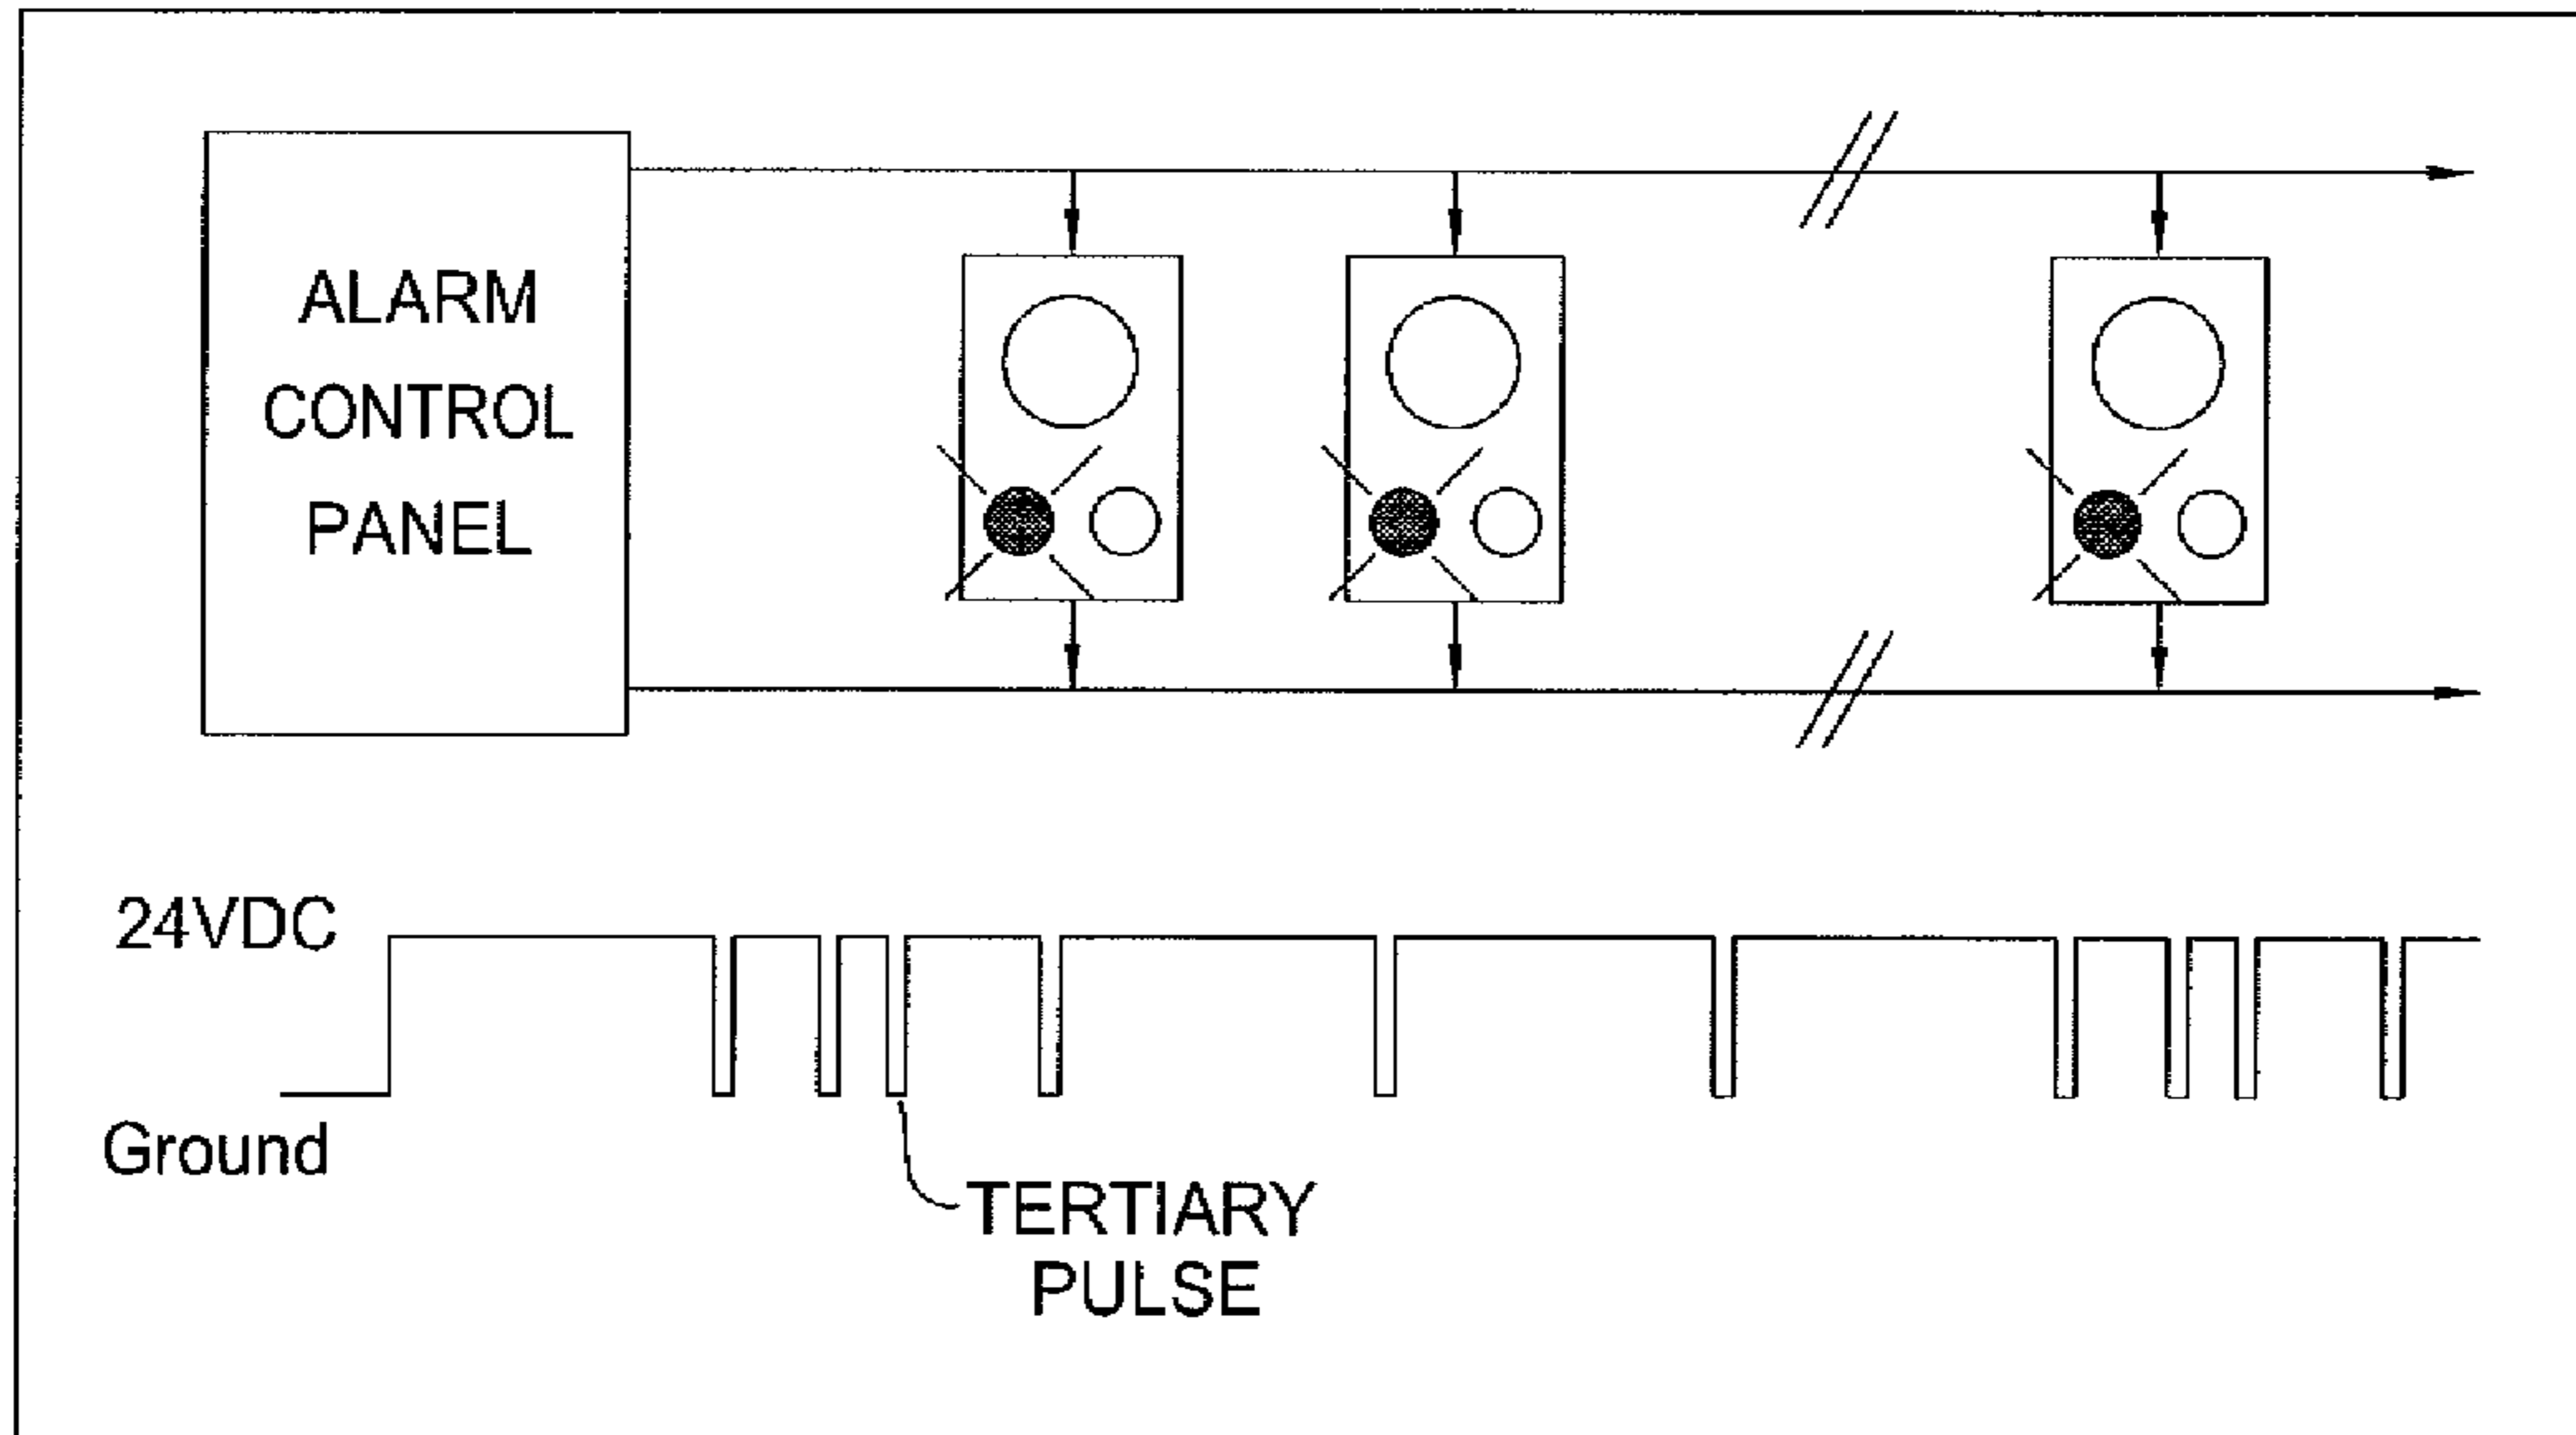 ALARM
CONTROL
PANEL
24VDC
Ground
TERTIARY
PULSE